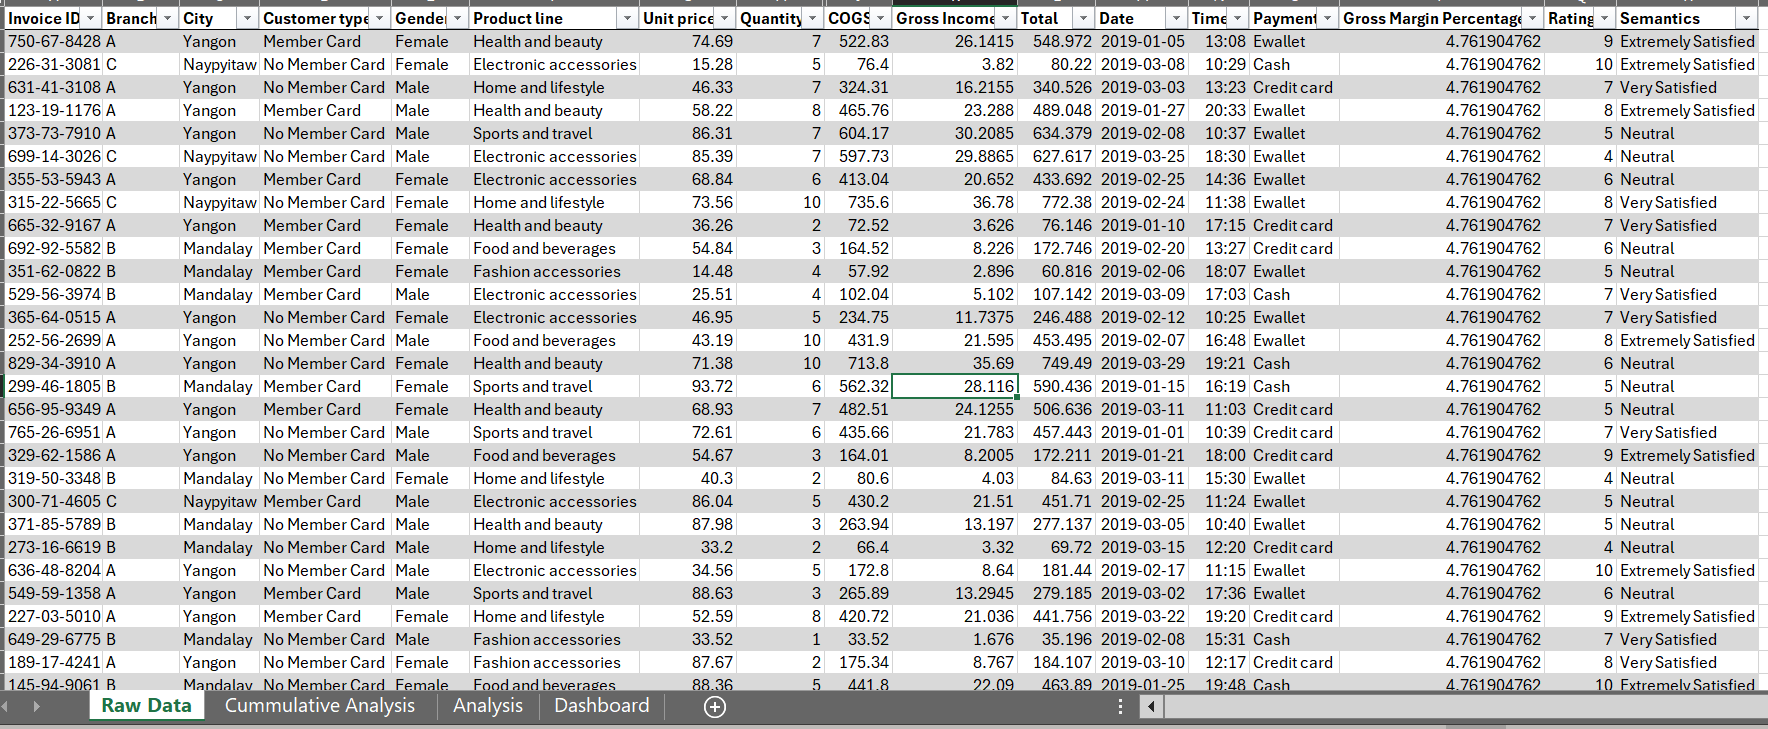 Invoice ID Branch City Customer type Gender Product line Unit price Quantity COGS Gross Income Total Date Time Payment Gross Margin Percentage Rating Semantics
750-67-8428 A Yangon Member Card Female Health and beauty 74.69 7 522.83 26.1415 548.972 2019-01-05 13:08 Ewallet 4.761904762 9 Extremely Satisfied
226-31-3081 C Naypyitaw No Member Card Female Electronic accessories 15.28 5 76.4 3.82 80.22 2019-03-08 10:29 Cash 4.761904762 10 Extremely Satisfied
631-41-3108 A Yangon No Member Card Male Home and lifestyle 46.33 7 324.31 16.2155 340.526 2019-03-03 13:23 Credit card 4.761904762 7 Very Satisfied
123-19-1176 A Yangon Member Card Male Health and beauty 58.22 8 465.76 23.288 489.048 2019-01-27 20:33 Ewallet 4.761904762 8 Extremely Satisfied
373-73-7910 A Yangon No Member Card Male Sports and travel 86.31 7 604.17 30.2085 634.379 2019-02-08 10:37 Ewallet 4.761904762 5 Neutral
699-14-3026 C Naypyitaw No Member Card Male Electronic accessories 85.39 7 597.73 29.8865 627.617 2019-03-25 18:30 Ewallet 4.761904762 4 Neutral
355-53-5943 A Yangon Member Card Female Electronic accessories 68.84 6 413.04 20.652 433.692 2019-02-25 14:36 Ewallet 4.761904762 6 Neutral
315-22-5665 C Naypyitaw No Member Card Female Home and lifestyle 73.56 10 735.6 36.78 772.38 2019-02-24 11:38 Ewallet 4.761904762 8 Very Satisfied
665-32-9167 A Yangon Member Card Female Health and beauty 36.26 2 72.52 3.626 76.146 2019-01-10 17:15 Credit card 4.761904762 7 Very Satisfied
692-92-5582 B Mandalay Member Card Female Food and beverages 54.84 3 164.52 8.226 172.746 2019-02-20 13:27 Credit card 4.761904762 6 Neutral
351-62-0822 B Mandalay Member Card Female Fashion accessories 14.48 4 57.92 2.896 60.816 2019-02-06 18:07 Ewallet 4.761904762 5 Neutral
529-56-3974 B Mandalay Member Card Male Electronic accessories 25.51 4 102.04 5.102 107.142 2019-03-09 17:03 Cash 4.761904762 7 Very Satisfied
365-64-0515 A Yangon No Member Card Female Electronic accessories 46.95 5 234.75 11.7375 246.488 2019-02-12 10:25 Ewallet 4.761904762 7 Very Satisfied
252-56-2699 A Yangon No Member Card Male Food and beverages 43.19 10 431.9 21.595 453.495 2019-02-07 16:48 Ewallet 4.761904762 8 Extremely Satisfied
829-34-3910 A Yangon No Member Card Female Health and beauty 71.38 10 713.8 35.69 749.49 2019-03-29 19:21 Cash 4.761904762 6 Neutral
299-46-1805 B Mandalay Member Card Female Sports and travel 93.72 6 562.32 28.116 590.436 2019-01-15 16:19 Cash 4.761904762 5 Neutral
656-95-9349 A Yangon Member Card Female Health and beauty 68.93 7 482.51 24.1255 506.636 2019-03-11 11:03 Credit card 4.761904762 5 Neutral
765-26-6951 A Yangon No Member Card Male Sports and travel 72.61 6 435.66 21.783 457.443 2019-01-01 10:39 Credit card 4.761904762 7 Very Satisfied
329-62-1586 A Yangon No Member Card Male Food and beverages 54.67 3 164.01 8.2005 172.211 2019-01-21 18:00 Credit card 4.761904762 9 Extremely Satisfied
319-50-3348 B Mandalay No Member Card Female Home and lifestyle 40.3 2 80.6 4.03 84.63 2019-03-11 15:30 Ewallet 4.761904762 4 Neutral
300-71-4605 C Naypyitaw Member Card Male Electronic accessories 86.04 5 430.2 21.51 451.71 2019-02-25 11:24 Ewallet 4.761904762 5 Neutral
371-85-5789 B Mandalay No Member Card Male Health and beauty 87.98 3 263.94 13.197 277.137 2019-03-05 10:40 Ewallet 4.761904762 5 Neutral
273-16-6619 B Mandalay No Member Card Male Home and lifestyle 33.2 2 66.4 3.32 69.72 2019-03-15 12:20 Credit card 4.761904762 4 Neutral
636-48-8204 A Yangon No Member Card Male Electronic accessories 34.56 5 172.8 8.64 181.44 2019-02-17 11:15 Ewallet 4.761904762 10 Extremely Satisfied
549-59-1358 A Yangon Member Card Male Sports and travel 88.63 3 265.89 13.2945 279.185 2019-03-02 17:36 Ewallet 4.761904762 6 Neutral
227-03-5010 A Yangon Member Card Female Home and lifestyle 52.59 8 420.72 21.036 441.756 2019-03-22 19:20 Credit card 4.761904762 9 Extremely Satisfied
649-29-6775 B Mandalay No Member Card Male Fashion accessories 33.52 1 33.52 1.676 35.196 2019-02-08 15:31 Cash 4.761904762 7 Very Satisfied
189-17-4241 A Yangon No Member Card Female Fashion accessories 87.67 2 175.34 8.767 184.107 2019-03-10 12:17 Credit card 4.761904762 8 Very Satisfied
145-94-9061 B Mandalay No Member Card Female Food and beverages 88.36 5 441.8 22.09 463.89 2019-01-25 19:48 Cash 4.761904762 10 Extremely Satisfied
Raw Data Cummulative Analysis Analysis Dashboard